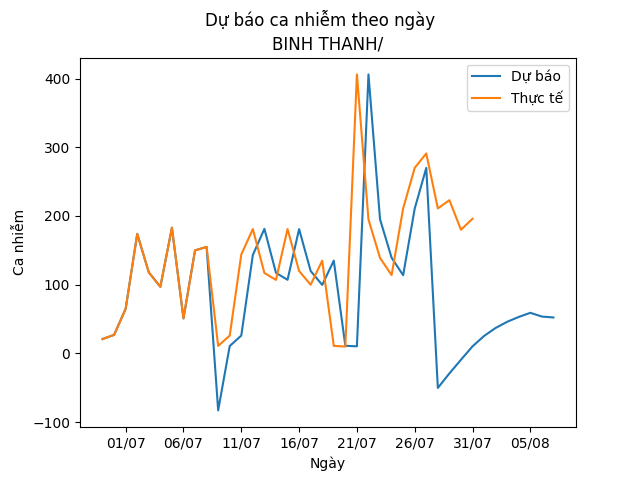 Dự báo ca nhiễm theo ngày
BINH THANH/
Dự báo
Thực tế
Ca nhiễm
400
300
200
100
0
−100
01/07 06/07 11/07 16/07 21/07 26/07 31/07 05/08
Ngày